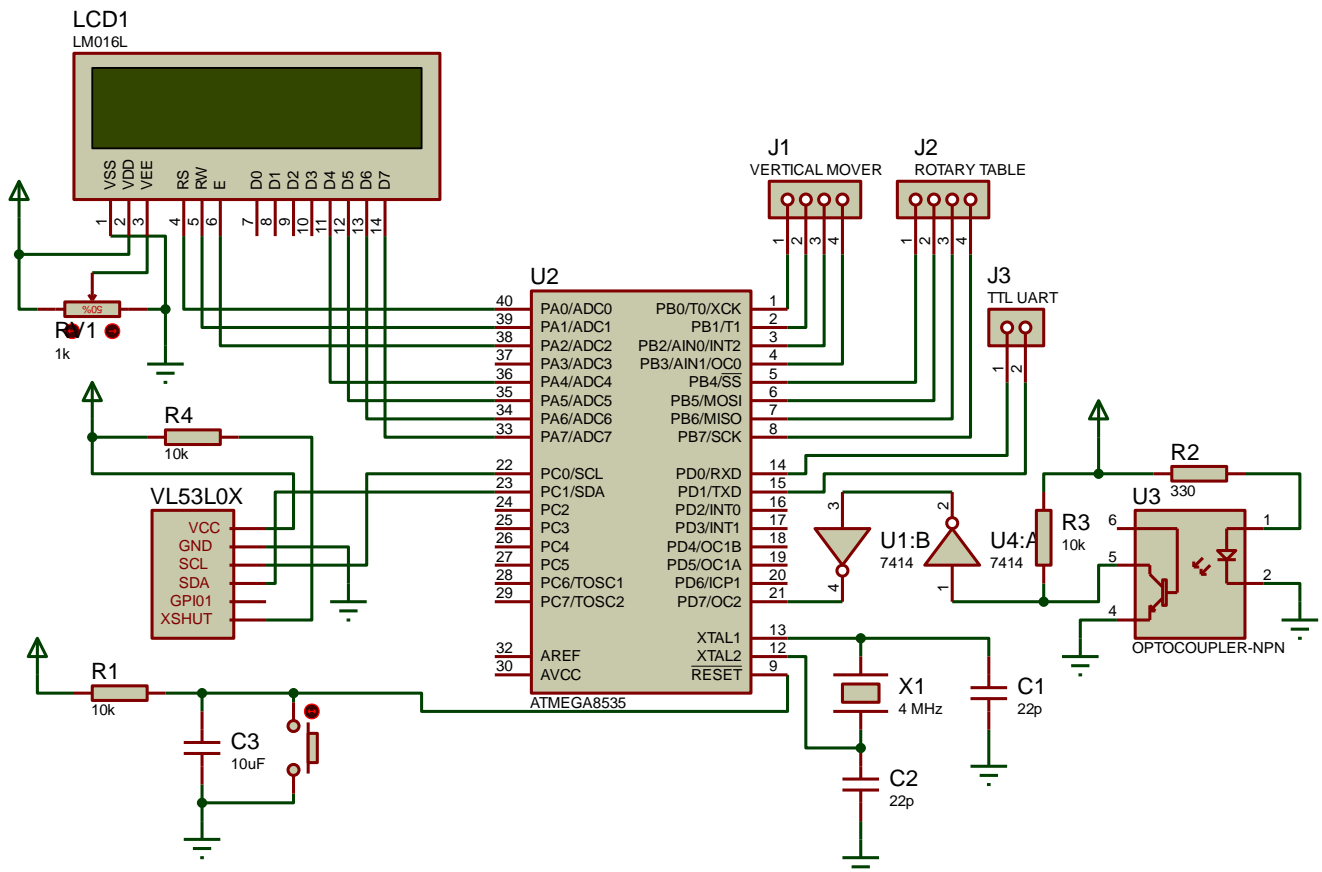 LCD1
LM016L
VSS
VDD
VEE
RS
RW
E
D0
D1
D2
D3
D4
D5
D6
D7
1
2
3
4
5
6
7
8
9
10
11
12
13
14
50%
RV1
1k
J1
VERTICAL MOVER
1
2
3
4
J2
ROTARY TABLE
1
2
3
4
J3
TTL UART
1
2
U2
40 PA0/ADC0 PB0/T0/XCK 1
39 PA1/ADC1 PB1/T1 2
38 PA2/ADC2 PB2/AIN0/INT2 3
37 PA3/ADC3 PB3/AIN1/OC0 4
36 PA4/ADC4 PB4/SS 5
35 PA5/ADC5 PB5/MOSI 6
34 PA6/ADC6 PB6/MISO 7
33 PA7/ADC7 PB7/SCK 8
22 PC0/SCL PD0/RXD 14
23 PC1/SDA PD1/TXD 15
24 PC2 PD2/INT0 16
25 PC3 PD3/INT1 17
26 PC4 PD4/OC1B 18
27 PC5 PD5/OC1A 19
28 PC6/TOSC1 PD6/ICP1 20
29 PC7/TOSC2 PD7/OC2 21
XTAL1 13
32 AREF XTAL2 12
30 AVCC RESET 9
ATMEGA8535
R4
10k
VL53L0X
VCC
GND
SCL
SDA
GPI01
XSHUT
R1
10k
C3
10uF
3
4
U1:B
7414
2
1
U4:A
7414
R3
10k
R2
330
U3
6
5
4
1
2
OPTOCOUPLER-NPN
X1
4 MHz
C1
22p
C2
22p